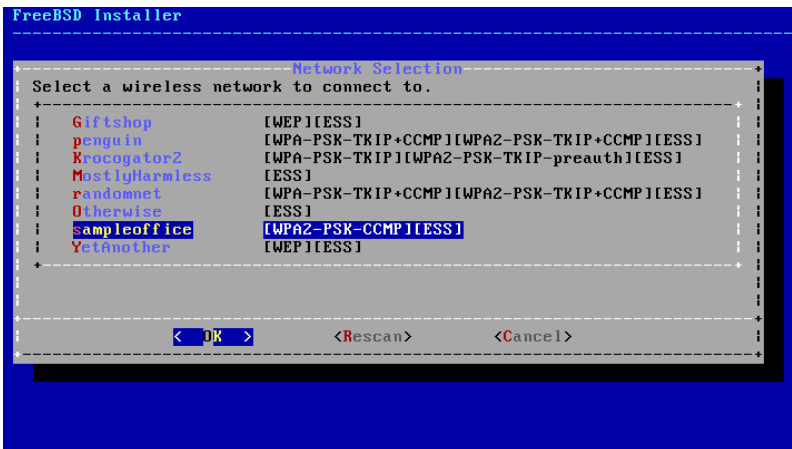 FreeBSD Installer
Network Selection
Select a wireless network to connect to.
Giftshop [WEP][ESS]
penguin [WPA-PSK-TKIP+CCMP][WPA2-PSK-TKIP+CCMP][ESS]
Krocogator2 [WPA-PSK-TKIP][WPA2-PSK-TKIP-preauth][ESS]
MostlyHarmless [ESS]
randomnet [WPA-PSK-TKIP+CCMP][WPA2-PSK-TKIP+CCMP][ESS]
Otherwise [ESS]
sampleoffice [WPA2-PSK-CCMP][ESS]
YetAnother [WEP][ESS]
< OK > <Rescan> <Cancel>